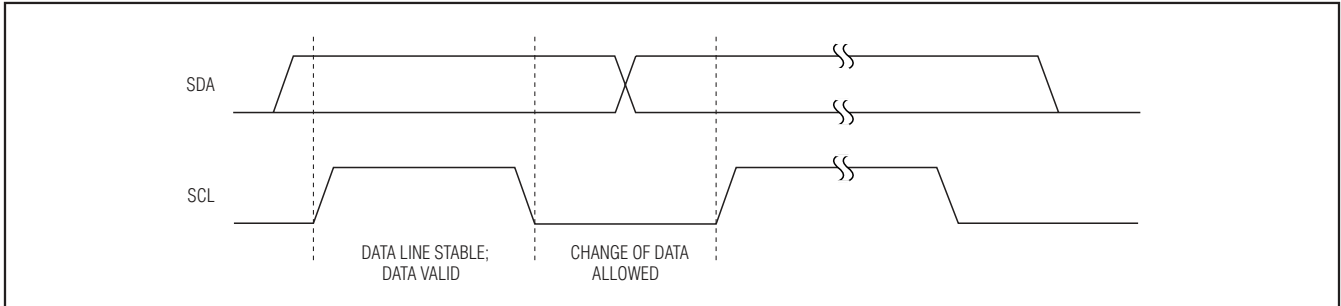 SDA
SCL
DATA LINE STABLE;
DATA VALID
CHANGE OF DATA
ALLOWED